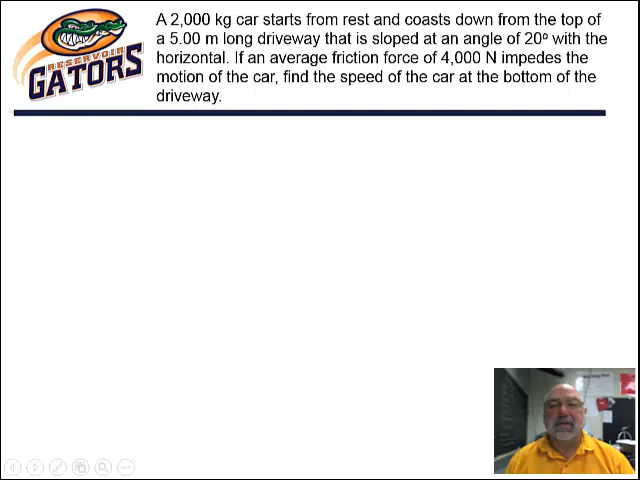 A 2,000 kg car starts from rest and coasts down from the top of
a 5.00 m long driveway that is sloped at an angle of 20º with the
horizontal. If an average friction force of 4,000 N impedes the
motion of the car, find the speed of the car at the bottom of the
driveway.
RESERVOIR
GATORS